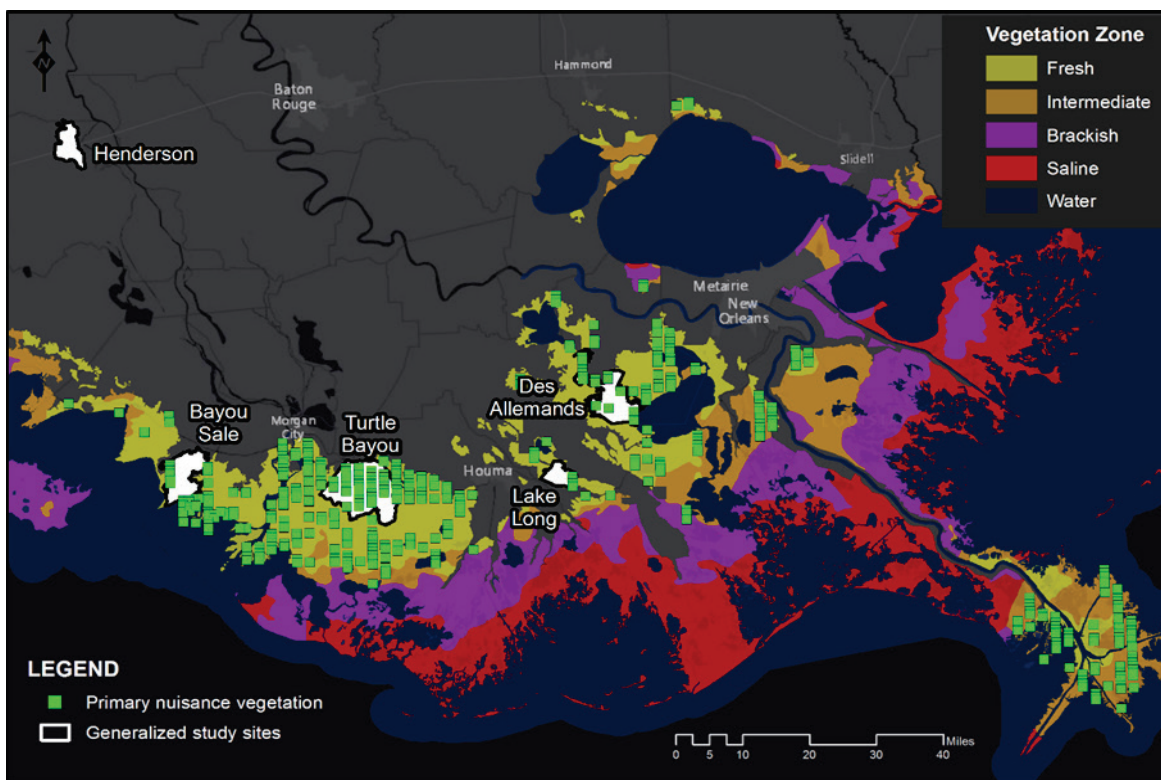 N
Hammond
Baton
Rouge
Henderson
Slidell
Vegetation Zone
Fresh
Intermediate
Brackish
Saline
Water
Metairie
New
Orleans
Des
Allemands
Bayou
Sale
Morgan
City
Turtle
Bayou
Houma
Lake
Long
LEGEND
Primary nuisance vegetation
Generalized study sites
Miles
0 5 10 20 30 40